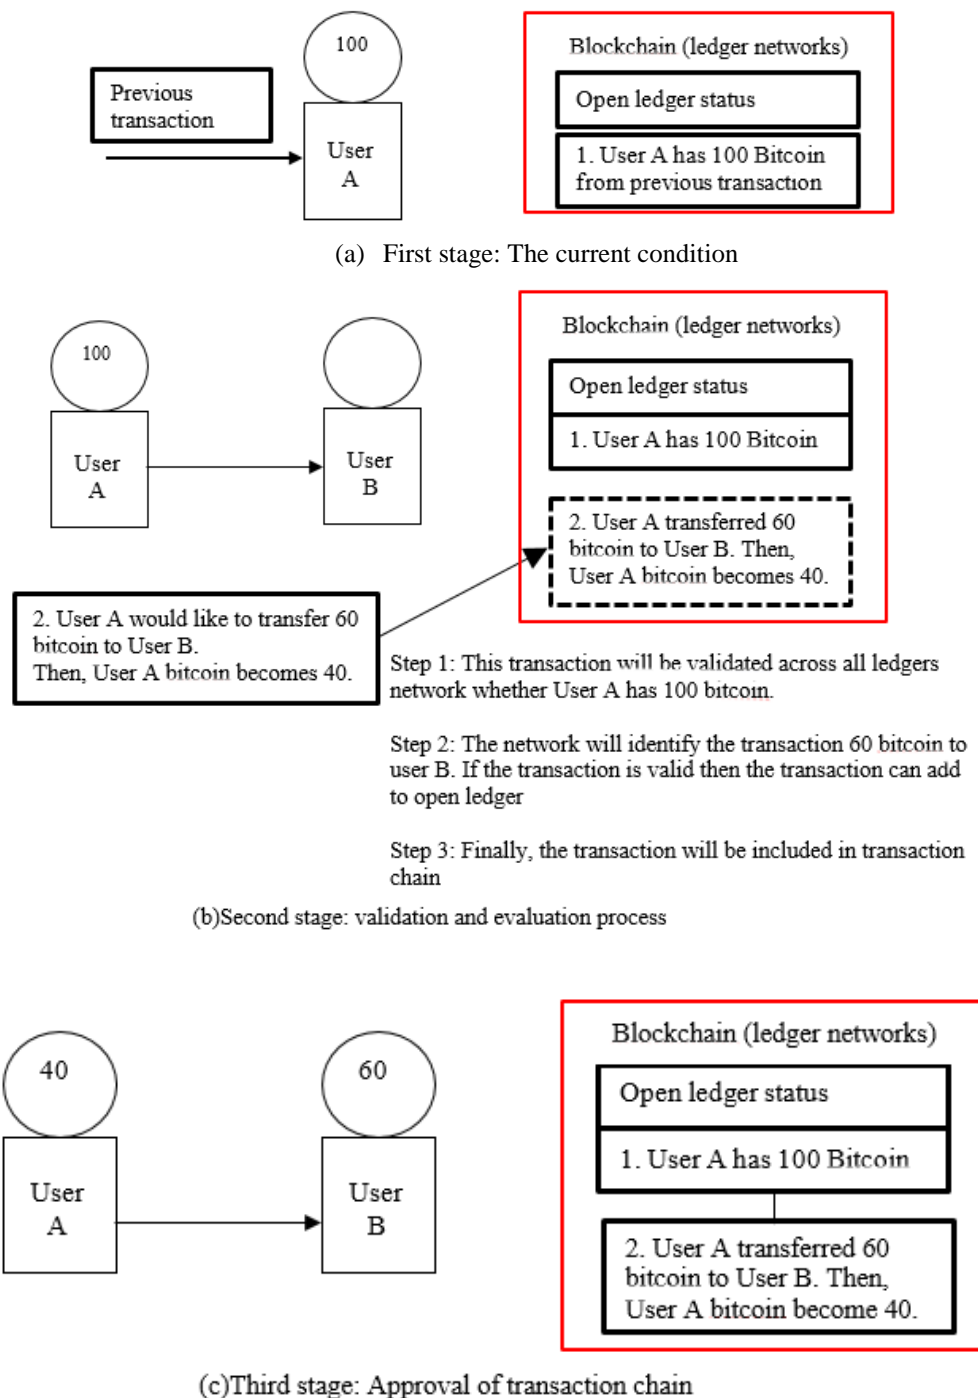 100
Blockchain (ledger networks)
Previous
transaction
Open ledger status
User
A
1. User A has 100 Bitcoin
from previous transaction
(a) First stage: The current condition
100
Blockchain (ledger networks)
Open ledger status
1. User A has 100 Bitcoin
User
A
User
B
2. User A transferred 60
bitcoin to User B. Then,
User A bitcoin becomes 40.
2. User A would like to transfer 60
bitcoin to User B.
Then, User A bitcoin becomes 40.
Step 1: This transaction will be validated across all ledgers
network whether User A has 100 bitcoin.
Step 2: The network will identify the transaction 60 bitcoin to
user B. If the transaction is valid then the transaction can add
to open ledger
Step 3: Finally, the transaction will be included in transaction
chain
(b)Second stage: validation and evaluation process
40
60
Blockchain (ledger networks)
Open ledger status
1. User A has 100 Bitcoin
User
A
User
B
2. User A transferred 60
bitcoin to User B. Then,
User A bitcoin become 40.
(c)Third stage: Approval of transaction chain